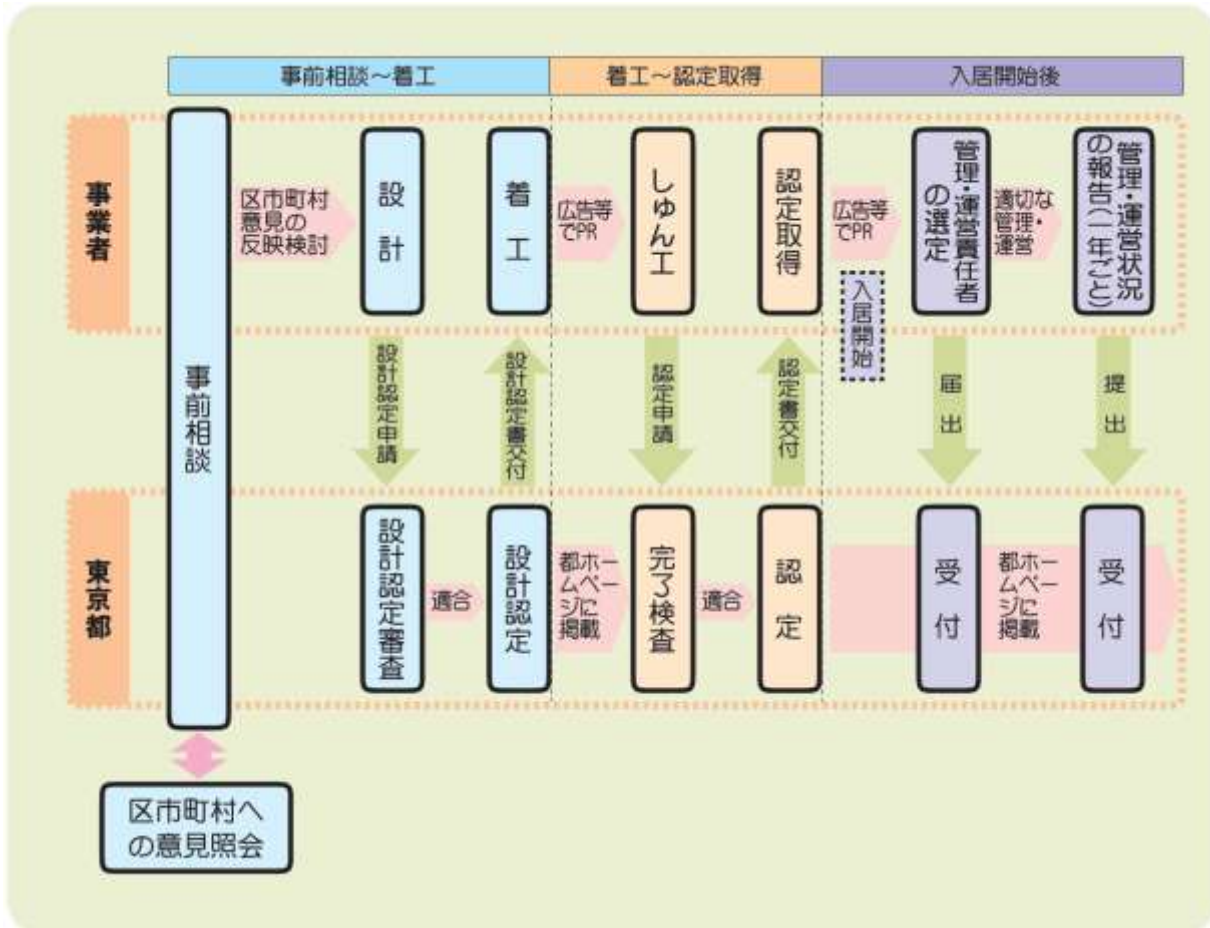 事前相談～着工
着工～認定取得
入居開始後
事業者
事前相談
区市町村
意見の
反映検討
設計
着工
広告等
でPR
しゅん工
認定取得
広告等
でPR
入居開始
管理・運営責任者
の選定
適切な
管理・
運営
管理・運営状況
の報告(一年ごと)
設計認定申請
設計認定書交付
認定申請
認定書交付
届出
提出
東京都
設計認定審査
適合
設計認定
都ホー
ムペー
ジに
掲載
完了検査
適合
認定
受付
都ホー
ムペー
ジに
掲載
受付
区市町村へ
の意見照会